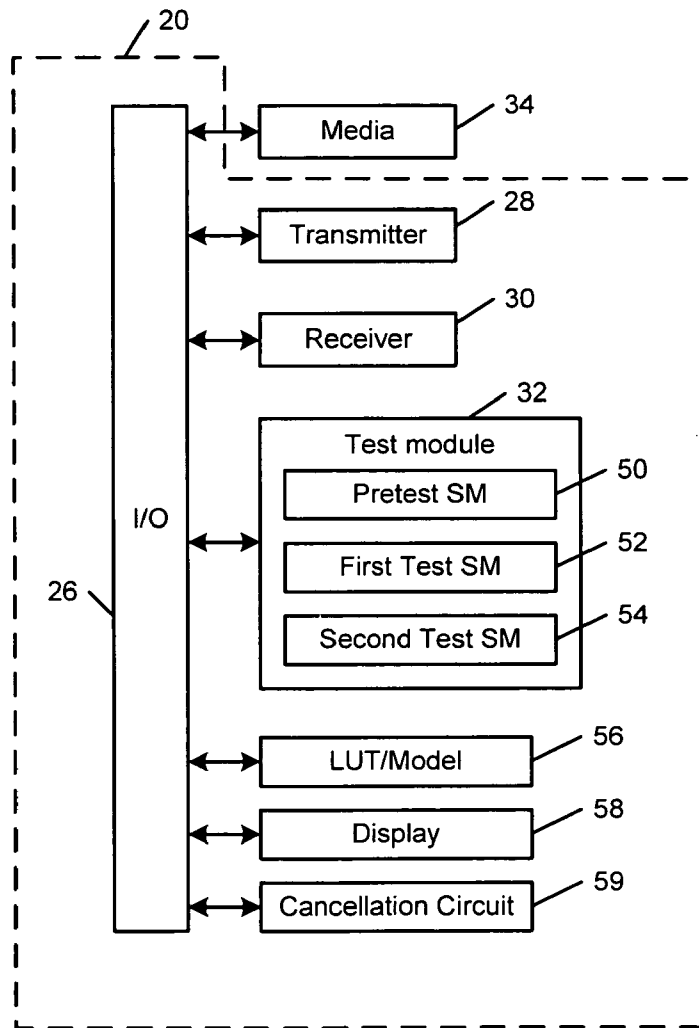 20
34
Media
28
Transmitter
30
Receiver
32
Test module
50
Pretest SM
I/O
52
First Test SM
26
54
Second Test SM
56
LUT/Model
58
Display
59
Cancellation Circuit